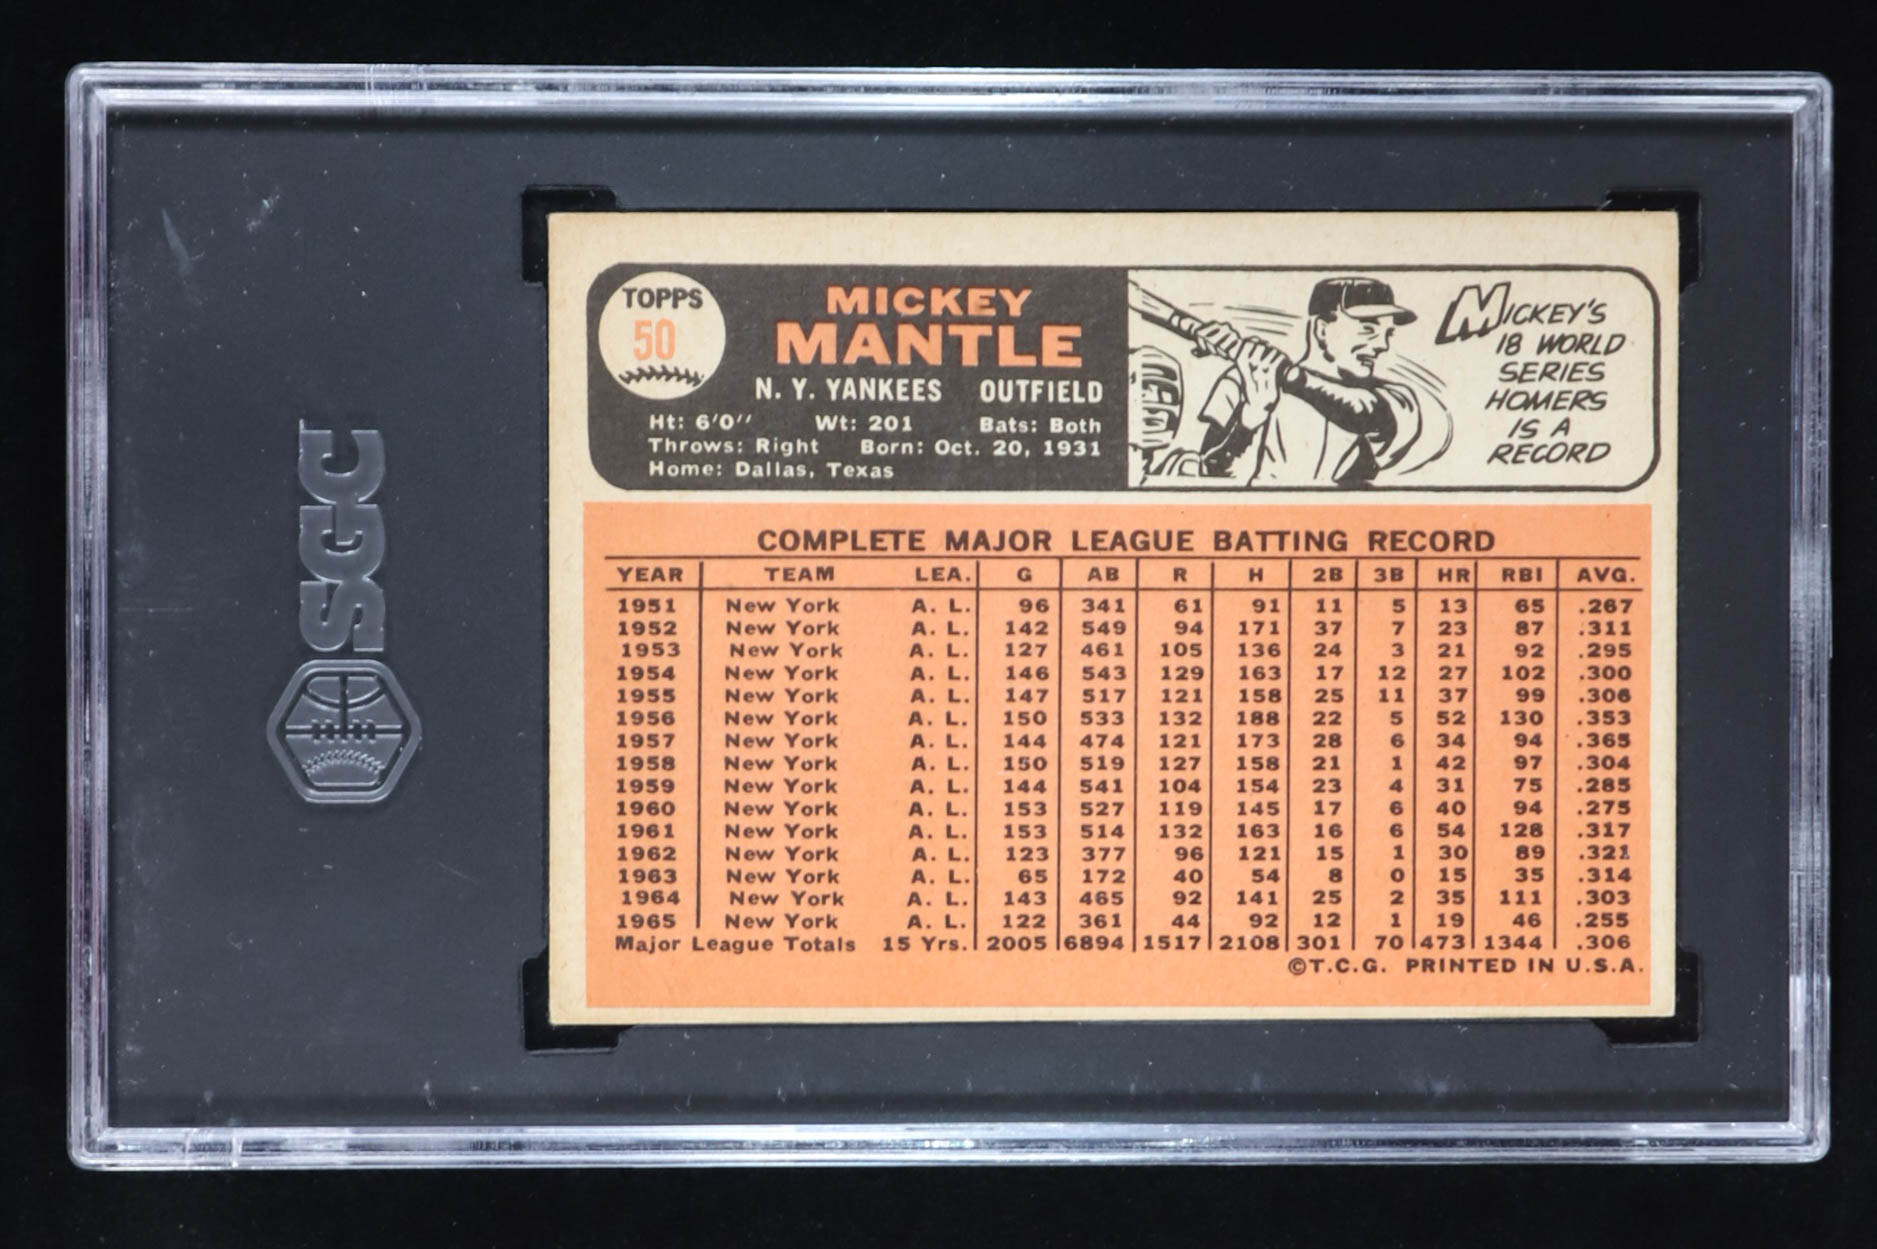 TOPPS
50
MICKEY
MANTLE
N. Y. YANKEES OUTFIELD
Ht: 6'0" Wt: 201 Bats: Both
Throws: Right Born: Oct. 20, 1931
Home: Dallas, Texas
MICKEY'S
18 WORLD
SERIES
HOMERS
IS A
RECORD
SGC
COMPLETE MAJOR LEAGUE BATTING RECORD
YEAR TEAM LEA. G AB R H 2B 3B HR RBI AVG.
1951 New York A. L. 96 341 61 91 11 5 13 65 .267
1952 New York A. L. 142 549 94 171 37 7 23 87 .311
1953 New York A. L. 127 461 105 136 24 3 21 92 .295
1954 New York A. L. 146 543 129 163 17 12 27 102 .300
1955 New York A. L. 147 517 121 158 25 11 37 99 .306
1956 New York A. L. 150 533 132 188 22 5 52 130 .353
1957 New York A. L. 144 474 121 173 28 6 34 94 .365
1958 New York A. L. 150 519 127 158 21 1 42 97 .304
1959 New York A. L. 144 541 104 154 23 4 31 75 .285
1960 New York A. L. 153 527 119 145 17 6 40 94 .275
1961 New York A. L. 153 514 132 163 16 6 54 128 .317
1962 New York A. L. 123 377 96 121 15 1 30 89 .321
1963 New York A. L. 65 172 40 54 8 0 15 35 .314
1964 New York A. L. 143 465 92 141 25 2 35 111 .303
1965 New York A. L. 122 361 44 92 12 1 19 46 .255
Major League Totals 15 Yrs. 2005 6894 1517 2108 301 70 473 1344 .306
©T.C.G. PRINTED IN U.S.A.